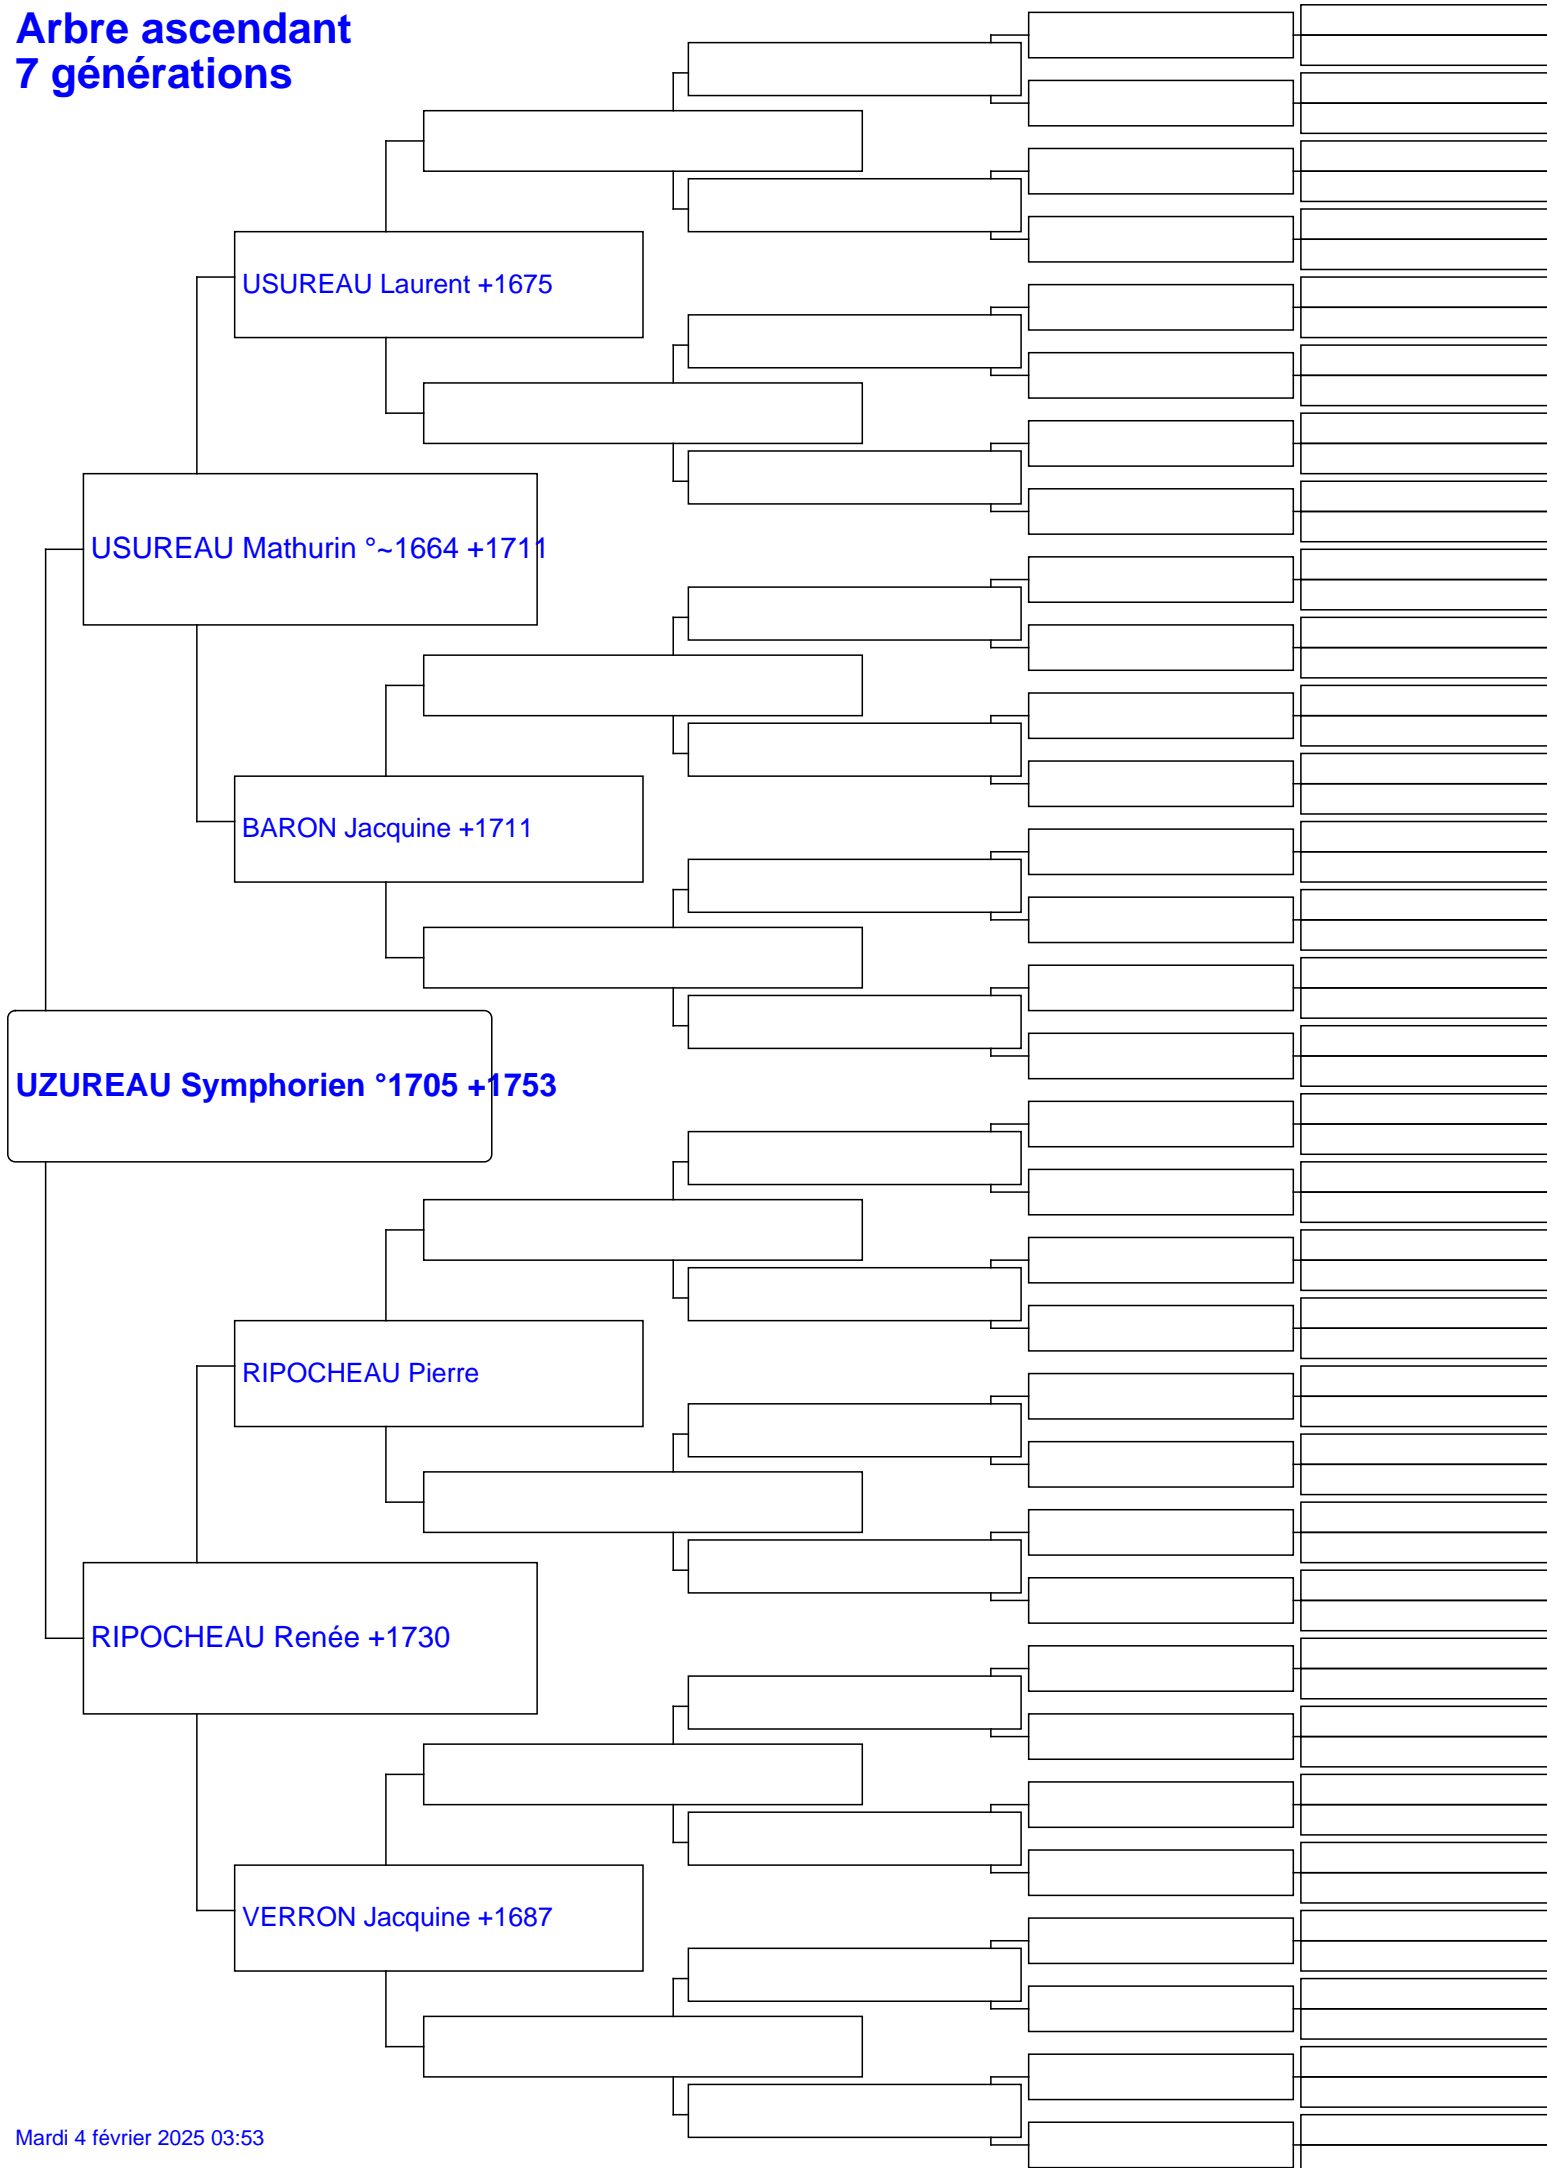 Arbre ascendant
7 générations
USUREAU Laurent +1675
USUREAU Mathurin °~1664 +1711
BARON Jacquine +1711
UZUREAU Symphorien °1705 +1753
RIPOCHEAU Pierre
RIPOCHEAU Renée +1730
VERRON Jacquine +1687
Mardi 4 février 2025 03:53